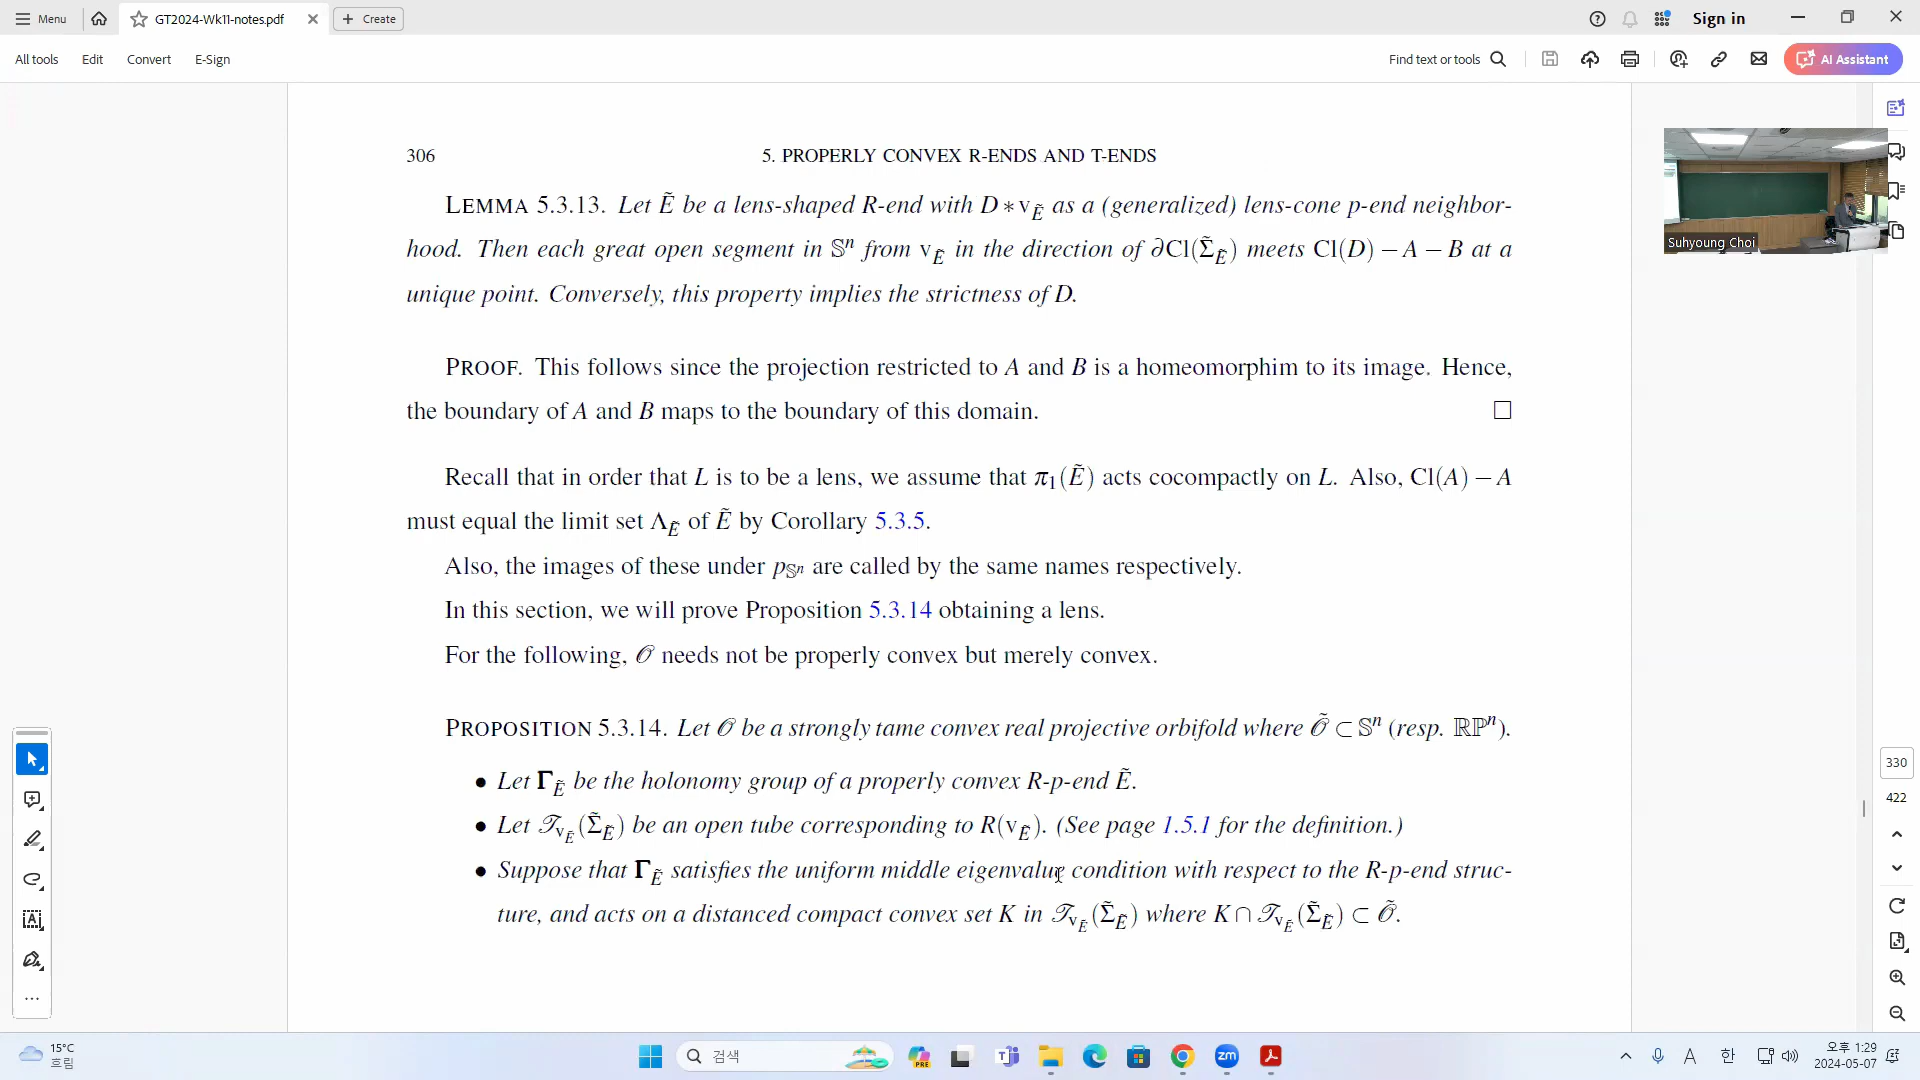 Menu
GT2024-Wk11-notes.pdf
Create
Sign in
All tools
Edit
Convert
E-Sign
Find text or tools
AI Assistant
306
5. PROPERLY CONVEX R-ENDS AND T-ENDS
LEMMA 5.3.13. Let Ẽ be a lens-shaped R-end with D ∗ v_Ẽ as a (generalized) lens-cone p-end neighbor-
hood. Then each great open segment in 𝕊ⁿ from v_Ẽ in the direction of ∂Cl(Σ̃_Ẽ) meets Cl(D) − A − B at a
unique point. Conversely, this property implies the strictness of D.
PROOF. This follows since the projection restricted to A and B is a homeomorphim to its image. Hence,
the boundary of A and B maps to the boundary of this domain. □
Recall that in order that L is to be a lens, we assume that π₁(Ẽ) acts cocompactly on L. Also, Cl(A) − A
must equal the limit set Λ_Ẽ of Ẽ by Corollary 5.3.5.
Also, the images of these under p_𝕊ⁿ are called by the same names respectively.
In this section, we will prove Proposition 5.3.14 obtaining a lens.
For the following, 𝒪 needs not be properly convex but merely convex.
PROPOSITION 5.3.14. Let 𝒪 be a strongly tame convex real projective orbifold where 𝒪̃ ⊂ 𝕊ⁿ (resp. ℝℙⁿ).
• Let Γ_Ẽ be the holonomy group of a properly convex R-p-end Ẽ.
• Let 𝒯_v_Ẽ(Σ̃_Ẽ) be an open tube corresponding to R(v_Ẽ). (See page 1.5.1 for the definition.)
• Suppose that Γ_Ẽ satisfies the uniform middle eigenvalue condition with respect to the R-p-end struc-
ture, and acts on a distanced compact convex set K in 𝒯_v_Ẽ(Σ̃_Ẽ) where K ∩ 𝒯_v_Ẽ(Σ̃_Ẽ) ⊂ 𝒪̃.
Suhyoung Choi
330
422
15°C
흐림
검색
PRE
zm
A
한
오후 1:29
2024-05-07